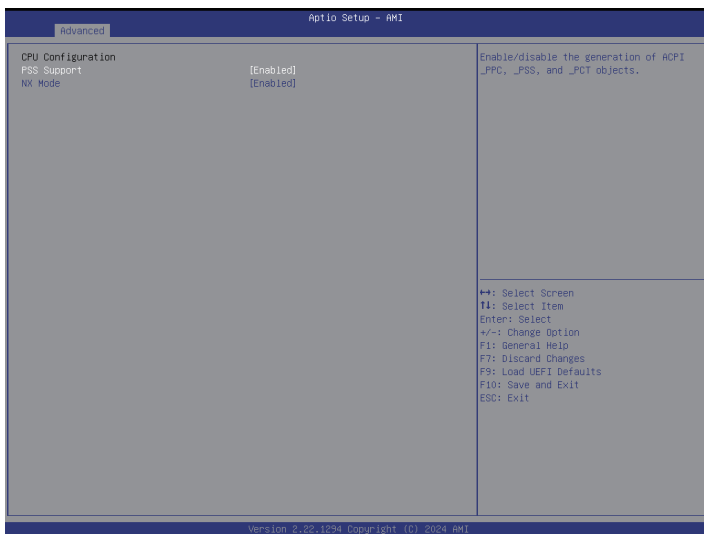 Aptio Setup – AMI
Advanced
CPU Configuration
PSS Support [Enabled]
NX Mode [Enabled]
Enable/disable the generation of ACPI
_PPC, _PSS, and _PCT objects.
↔: Select Screen
↑↓: Select Item
Enter: Select
+/-: Change Option
F1: General Help
F7: Discard Changes
F9: Load UEFI Defaults
F10: Save and Exit
ESC: Exit
Version 2.22.1294 Copyright (C) 2024 AMI